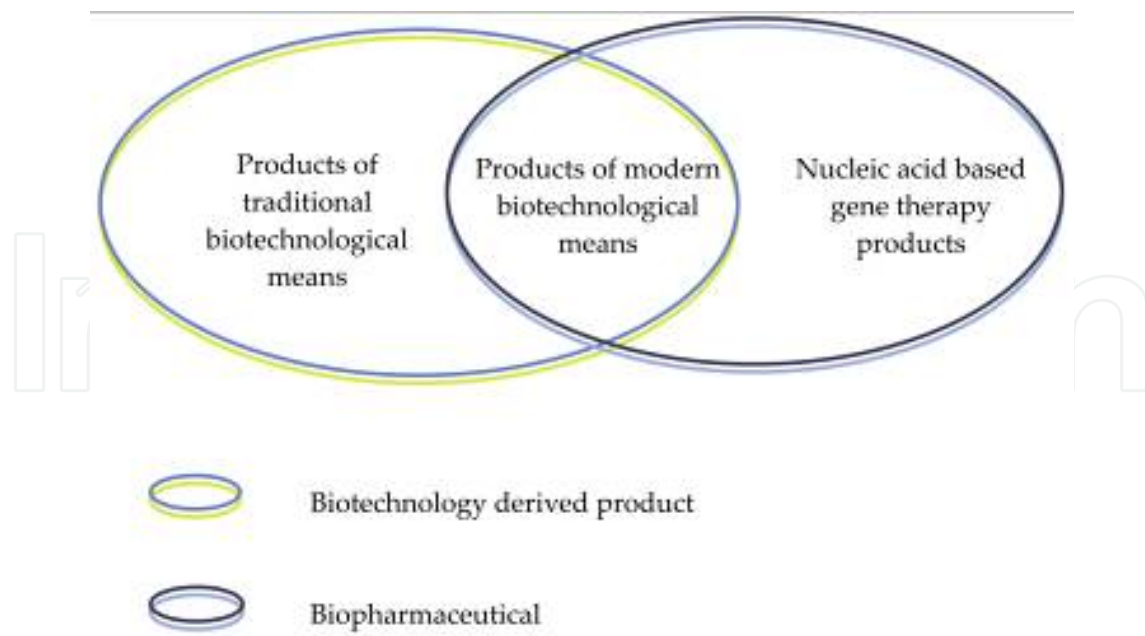 Products of
traditional
biotechnological
means
Products of modern
biotechnological
means
Nucleic acid based
gene therapy
products
Biotechnology derived product
Biopharmaceutical